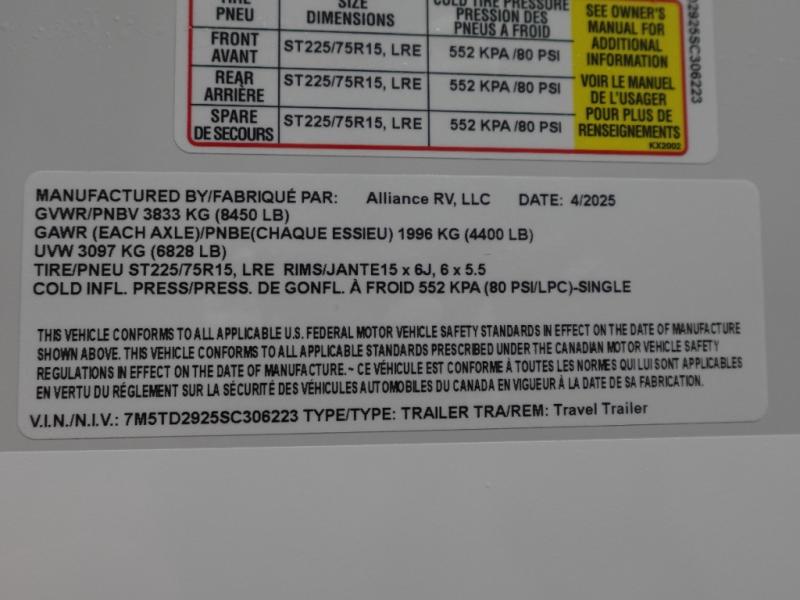 PNEU
SIZE
DIMENSIONS
COLD TIRE PRESSURE
PRESSION DES
PNEUS A FROID
SEE OWNER'S
MANUAL FOR
ADDITIONAL
INFORMATION
FRONT
AVANT
ST225/75R15, LRE
552 KPA /80 PSI
REAR
ARRIÈRE
ST225/75R15, LRE
552 KPA /80 PSI
VOIR LE MANUEL
DE L'USAGER
POUR PLUS DE
RENSEIGNEMENTS
SPARE
DE SECOURS
ST225/75R15, LRE
552 KPA /80 PSI
KX2002
2925SC306223
MANUFACTURED BY/FABRIQUÉ PAR: Alliance RV, LLC DATE: 4/2025
GVWR/PNBV 3833 KG (8450 LB)
GAWR (EACH AXLE)/PNBE(CHAQUE ESSIEU) 1996 KG (4400 LB)
UVW 3097 KG (6828 LB)
TIRE/PNEU ST225/75R15, LRE RIMS/JANTE15 x 6J, 6 x 5.5
COLD INFL. PRESS/PRESS. DE GONFL. À FROID 552 KPA (80 PSI/LPC)-SINGLE
THIS VEHICLE CONFORMS TO ALL APPLICABLE U.S. FEDERAL MOTOR VEHICLE SAFETY STANDARDS IN EFFECT ON THE DATE OF MANUFACTURE
SHOWN ABOVE. THIS VEHICLE CONFORMS TO ALL APPLICABLE STANDARDS PRESCRIBED UNDER THE CANADIAN MOTOR VEHICLE SAFETY
REGULATIONS IN EFFECT ON THE DATE OF MANUFACTURE.~ CE VÉHICULE EST CONFORME À TOUTES LES NORMES QUI LUI SONT APPLICABLES
EN VERTU DU RÉGLEMENT SUR LA SÉCURITÉ DES VÉHICULES AUTOMOBILES DU CANADA EN VIGUEUR À LA DATE DE SA FABRICATION.
V.I.N./N.I.V.: 7M5TD2925SC306223 TYPE/TYPE: TRAILER TRA/REM: Travel Trailer